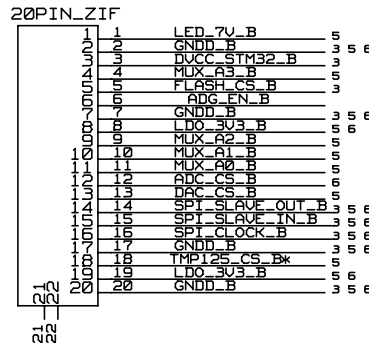 20PIN_ZIF
1 1 LED_7V_B 5
2 2 GNDD_B 3 5 6
3 3 DVCC_STM32_B 3
4 4 MUX_A3_B 5
5 5 FLASH_CS_B 3
6 6 ADG_EN_B
7 7 GNDD_B 3 5 6
8 8 LDO_3V3_B 5 6
9 9 MUX_A2_B 5
10 10 MUX_A1_B 5
11 11 MUX_A0_B 5
12 12 ADC_CS_B 6
13 13 DAC_CS_B 5
14 14 SPI_SLAVE_OUT_B 3 5 6
15 15 SPI_SLAVE_IN_B 3 5 6
16 16 SPI_CLOCK_B 3 5 6
17 17 GNDD_B 3 5 6
18 18 TMP125_CS_B* 5
19 19 LDO_3V3_B 5 6
20 20 GNDD_B 3 5 6
21 22
21 22